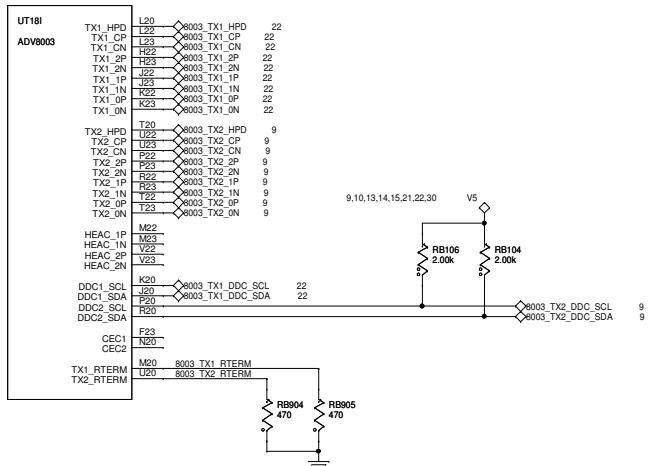 UT18I
ADV8003
TX1_HPD L20 8003_TX1_HPD 22
TX1_CP L22 8003_TX1_CP 22
TX1_CN L23 8003_TX1_CN 22
TX1_2P H22 8003_TX1_2P 22
TX1_2N H23 8003_TX1_2N 22
TX1_1P J22 8003_TX1_1P 22
TX1_1N J23 8003_TX1_1N 22
TX1_0P K22 8003_TX1_0P 22
TX1_0N K23 8003_TX1_0N 22
TX2_HPD T20 8003_TX2_HPD 9
TX2_CP U22 8003_TX2_CP 9
TX2_CN U23 8003_TX2_CN 9
TX2_2P P22 8003_TX2_2P 9
TX2_2N P23 8003_TX2_2N 9
TX2_1P R22 8003_TX2_1P 9
TX2_1N R23 8003_TX2_1N 9
TX2_0P T22 8003_TX2_0P 9
TX2_0N T23 8003_TX2_0N 9
9,10,13,14,15,21,22,30 V5
HEAC_1P M22
HEAC_1N M23
HEAC_2P V22
HEAC_2N V23
RB106 RB104
2.00k 2.00k
DDC1_SCL K20 8003_TX1_DDC_SCL 22
DDC1_SDA J20 8003_TX1_DDC_SDA 22
DDC2_SCL P20 8003_TX2_DDC_SCL 9
DDC2_SDA R20 8003_TX2_DDC_SDA 9
CEC1 F23
CEC2 N20
TX1_RTERM M20 8003_TX1_RTERM
TX2_RTERM U20 8003_TX2_RTERM
RB904 RB905
470 470